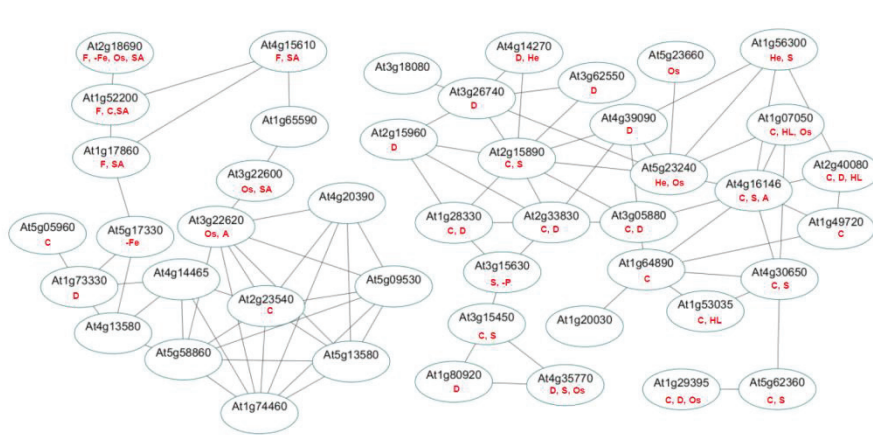 At2g18690
F, -Fe, Os, SA
At4g15610
F, SA
At1g52200
F, C,SA
At1g65590
At1g17860
F, SA
At3g22600
Os, SA
At4g20390
At3g22620
Os, A
At5g05960
C
At5g17330
-Fe
At1g73330
D
At4g14465
At5g09530
At2g23540
C
At4g13580
At5g58860
At5g13580
At1g74460
At4g14270
D, He
At3g18080
At3g26740
D
At3g62550
D
At5g23660
Os
At1g56300
He, S
At4g39090
D
At1g07050
C, HL, Os
At2g15960
D
At2g15890
C, S
At5g23240
He, Os
At2g40080
C, D, HL
At4g16146
C, S, A
At1g28330
C, D
At2g33830
C, D
At3g05880
C, D
At1g49720
C
At3g15630
S, -P
At1g64890
C
At4g30650
C, S
At1g53035
C, HL
At3g15450
C, S
At1g20030
At1g80920
D
At4g35770
D, S, Os
At1g29395
C, D, Os
At5g62360
C, S